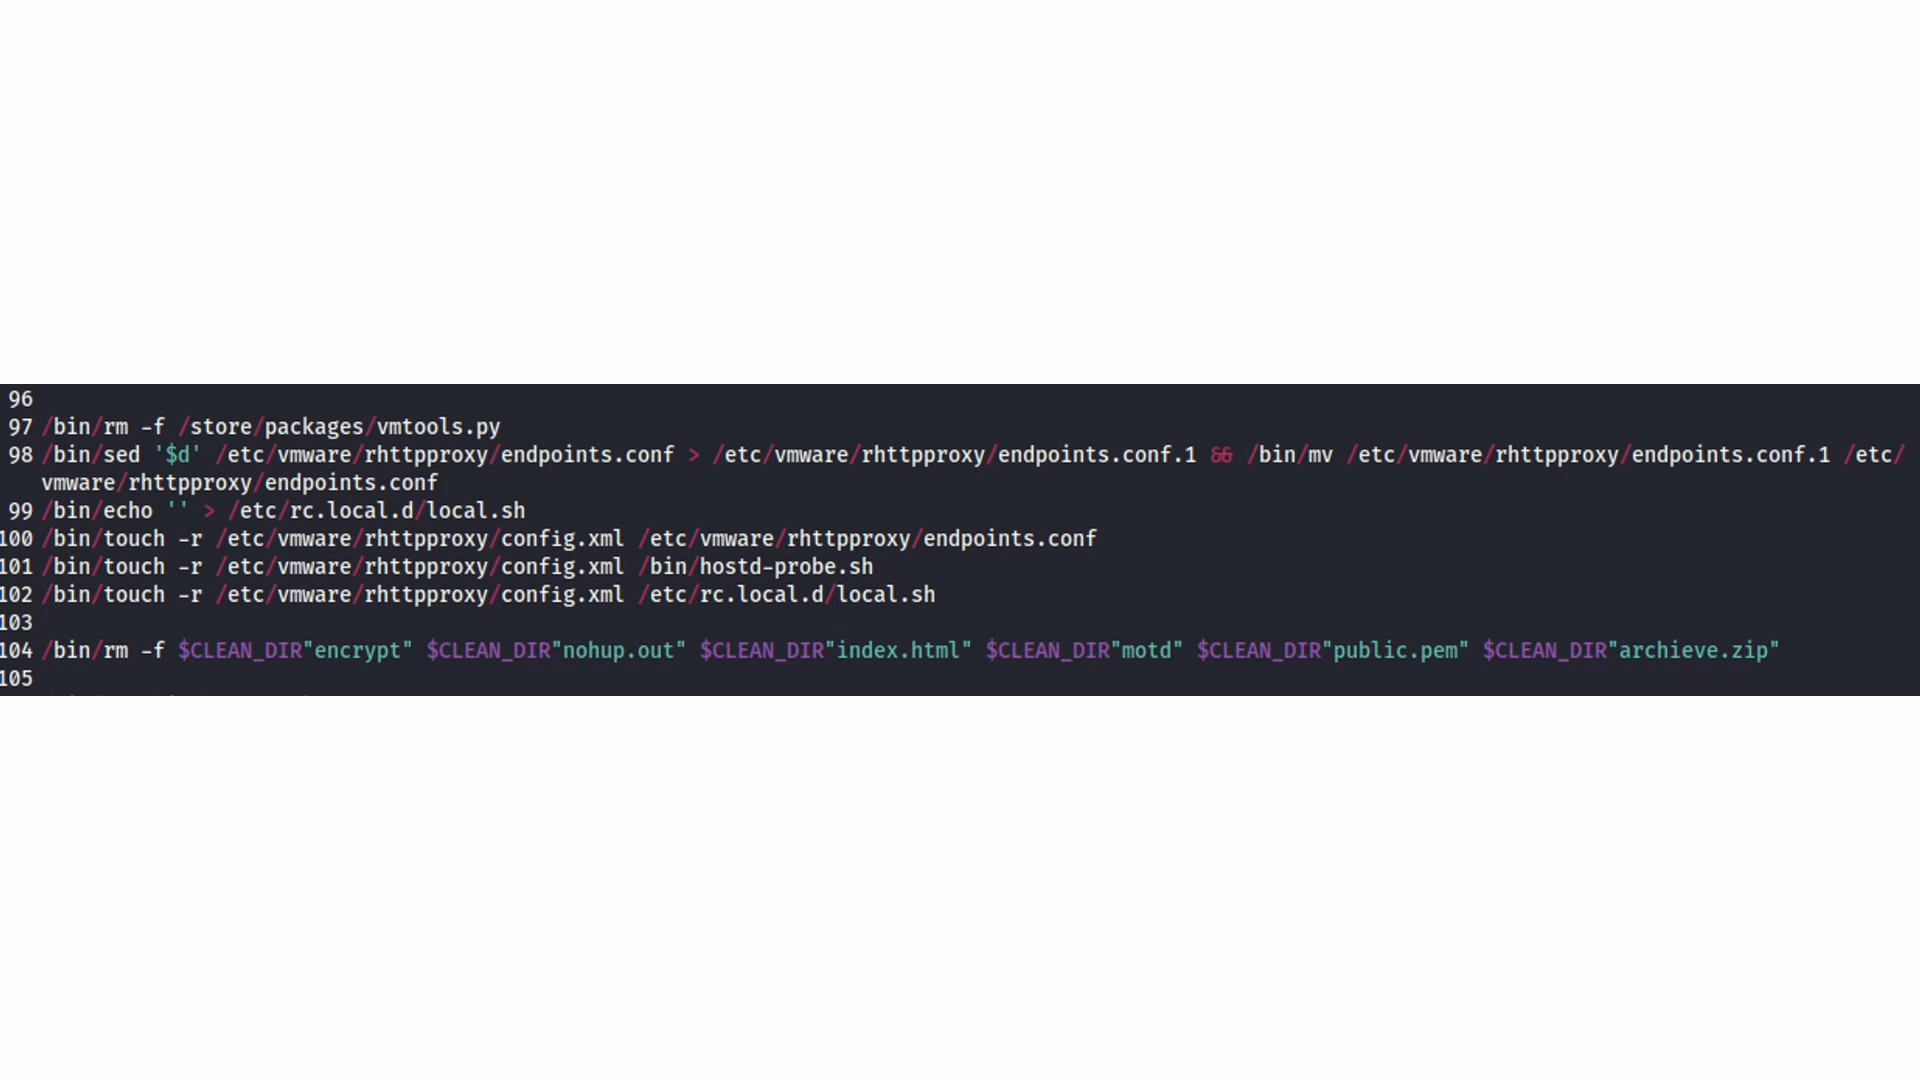 96
97 /bin/rm -f /store/packages/vmtools.py
98 /bin/sed '$d' /etc/vmware/rhttpproxy/endpoints.conf > /etc/vmware/rhttpproxy/endpoints.conf.1 && /bin/mv /etc/vmware/rhttpproxy/endpoints.conf.1 /etc/
vmware/rhttpproxy/endpoints.conf
99 /bin/echo '' > /etc/rc.local.d/local.sh
100 /bin/touch -r /etc/vmware/rhttpproxy/config.xml /etc/vmware/rhttpproxy/endpoints.conf
101 /bin/touch -r /etc/vmware/rhttpproxy/config.xml /bin/hostd-probe.sh
102 /bin/touch -r /etc/vmware/rhttpproxy/config.xml /etc/rc.local.d/local.sh
103
104 /bin/rm -f $CLEAN_DIR"encrypt" $CLEAN_DIR"nohup.out" $CLEAN_DIR"index.html" $CLEAN_DIR"motd" $CLEAN_DIR"public.pem" $CLEAN_DIR"archieve.zip"
105